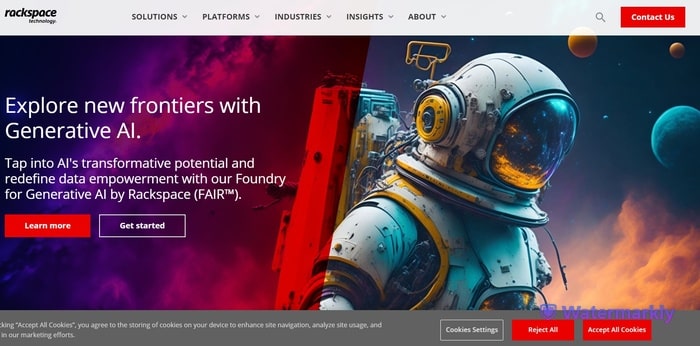 rackspace
technology.
SOLUTIONS PLATFORMS INDUSTRIES INSIGHTS ABOUT Contact Us
Explore new frontiers with
Generative AI.
Tap into AI's transformative potential and
redefine data empowerment with our Foundry
for Generative AI by Rackspace (FAIR™).
Learn more Get started
cking “Accept All Cookies”, you agree to the storing of cookies on your device to enhance site navigation, analyze site usage, and
in our marketing efforts.
Cookies Settings Reject All Accept All Cookies
Watermarkly